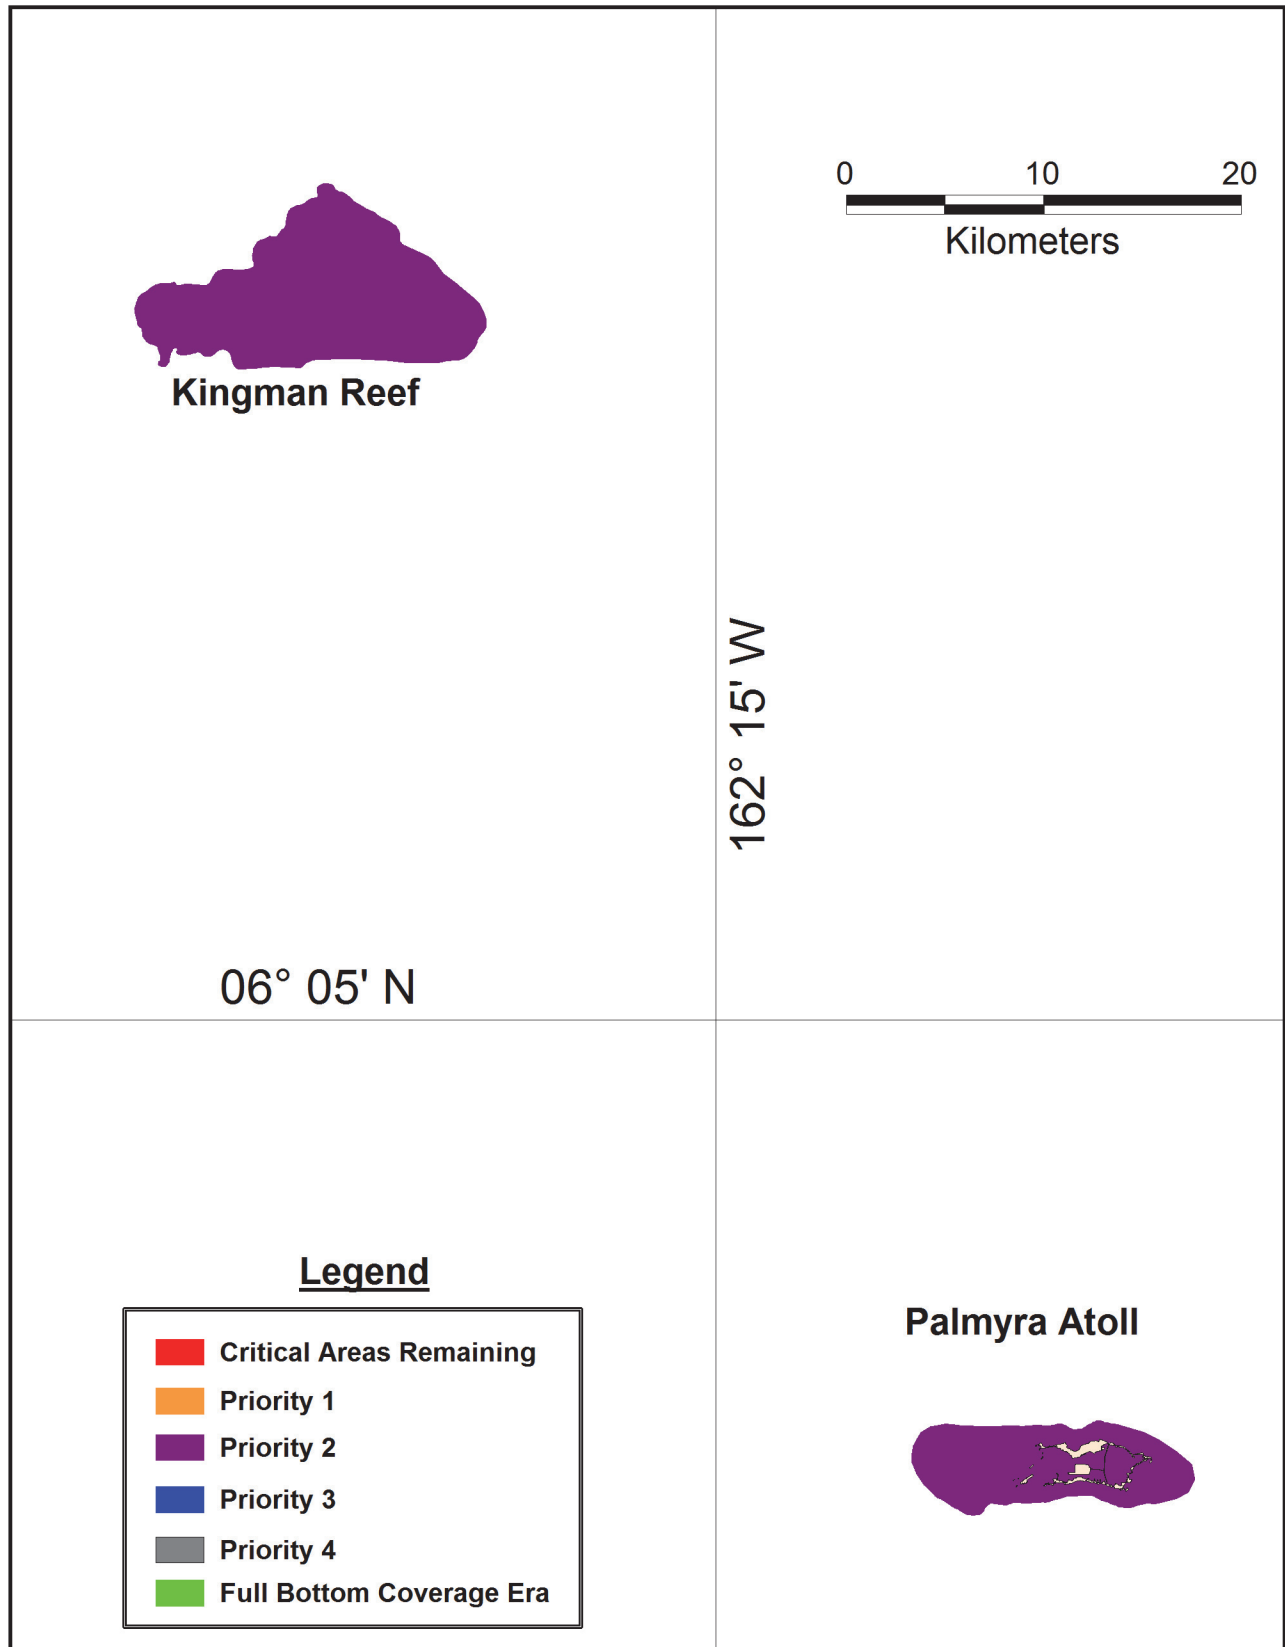 0 10 20
Kilometers
Kingman Reef
162° 15' W
06° 05' N
Legend
Critical Areas Remaining
Priority 1
Priority 2
Priority 3
Priority 4
Full Bottom Coverage Era
Palmyra Atoll